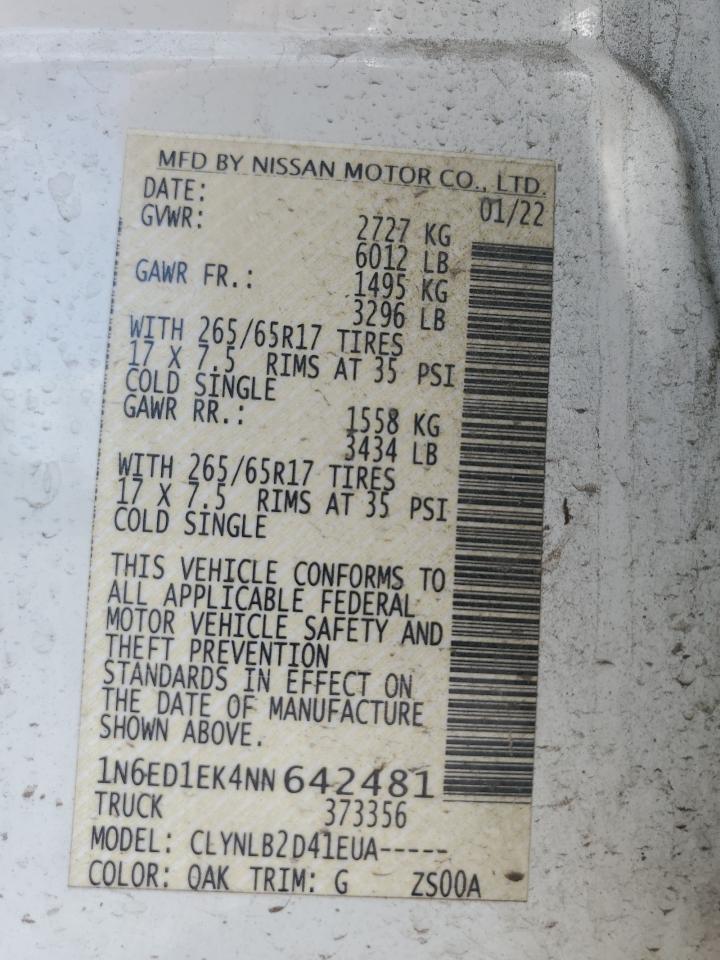 MFD BY NISSAN MOTOR CO., LTD.
DATE: 01/22
GVWR: 2727 KG
6012 LB
GAWR FR.: 1495 KG
3296 LB
WITH 265/65R17 TIRES
17 X 7.5 RIMS AT 35 PSI
COLD SINGLE
GAWR RR.: 1558 KG
3434 LB
WITH 265/65R17 TIRES
17 X 7.5 RIMS AT 35 PSI
COLD SINGLE
THIS VEHICLE CONFORMS TO
ALL APPLICABLE FEDERAL
MOTOR VEHICLE SAFETY AND
THEFT PREVENTION
STANDARDS IN EFFECT ON
THE DATE OF MANUFACTURE
SHOWN ABOVE.
1N6ED1EK4NN642481
TRUCK 373356
MODEL: CLYNLB2D41EUA-----
COLOR: QAK TRIM: G ZS00A